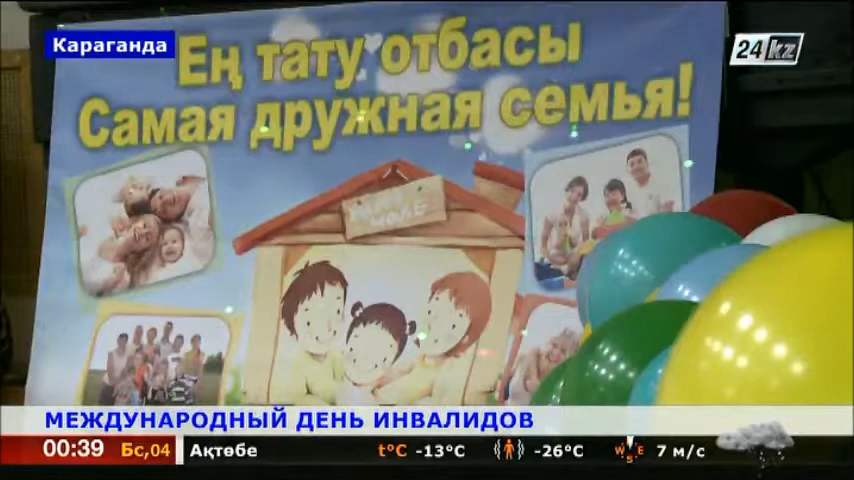 Караганда
24kz
Ең тату отбасы
Самая дружная семья!
МЕЖДУНАРОДНЫЙ ДЕНЬ ИНВАЛИДОВ
00:39 Бс,04 Ақтөбе t°C -13°C -26°C W S E 7 м/с